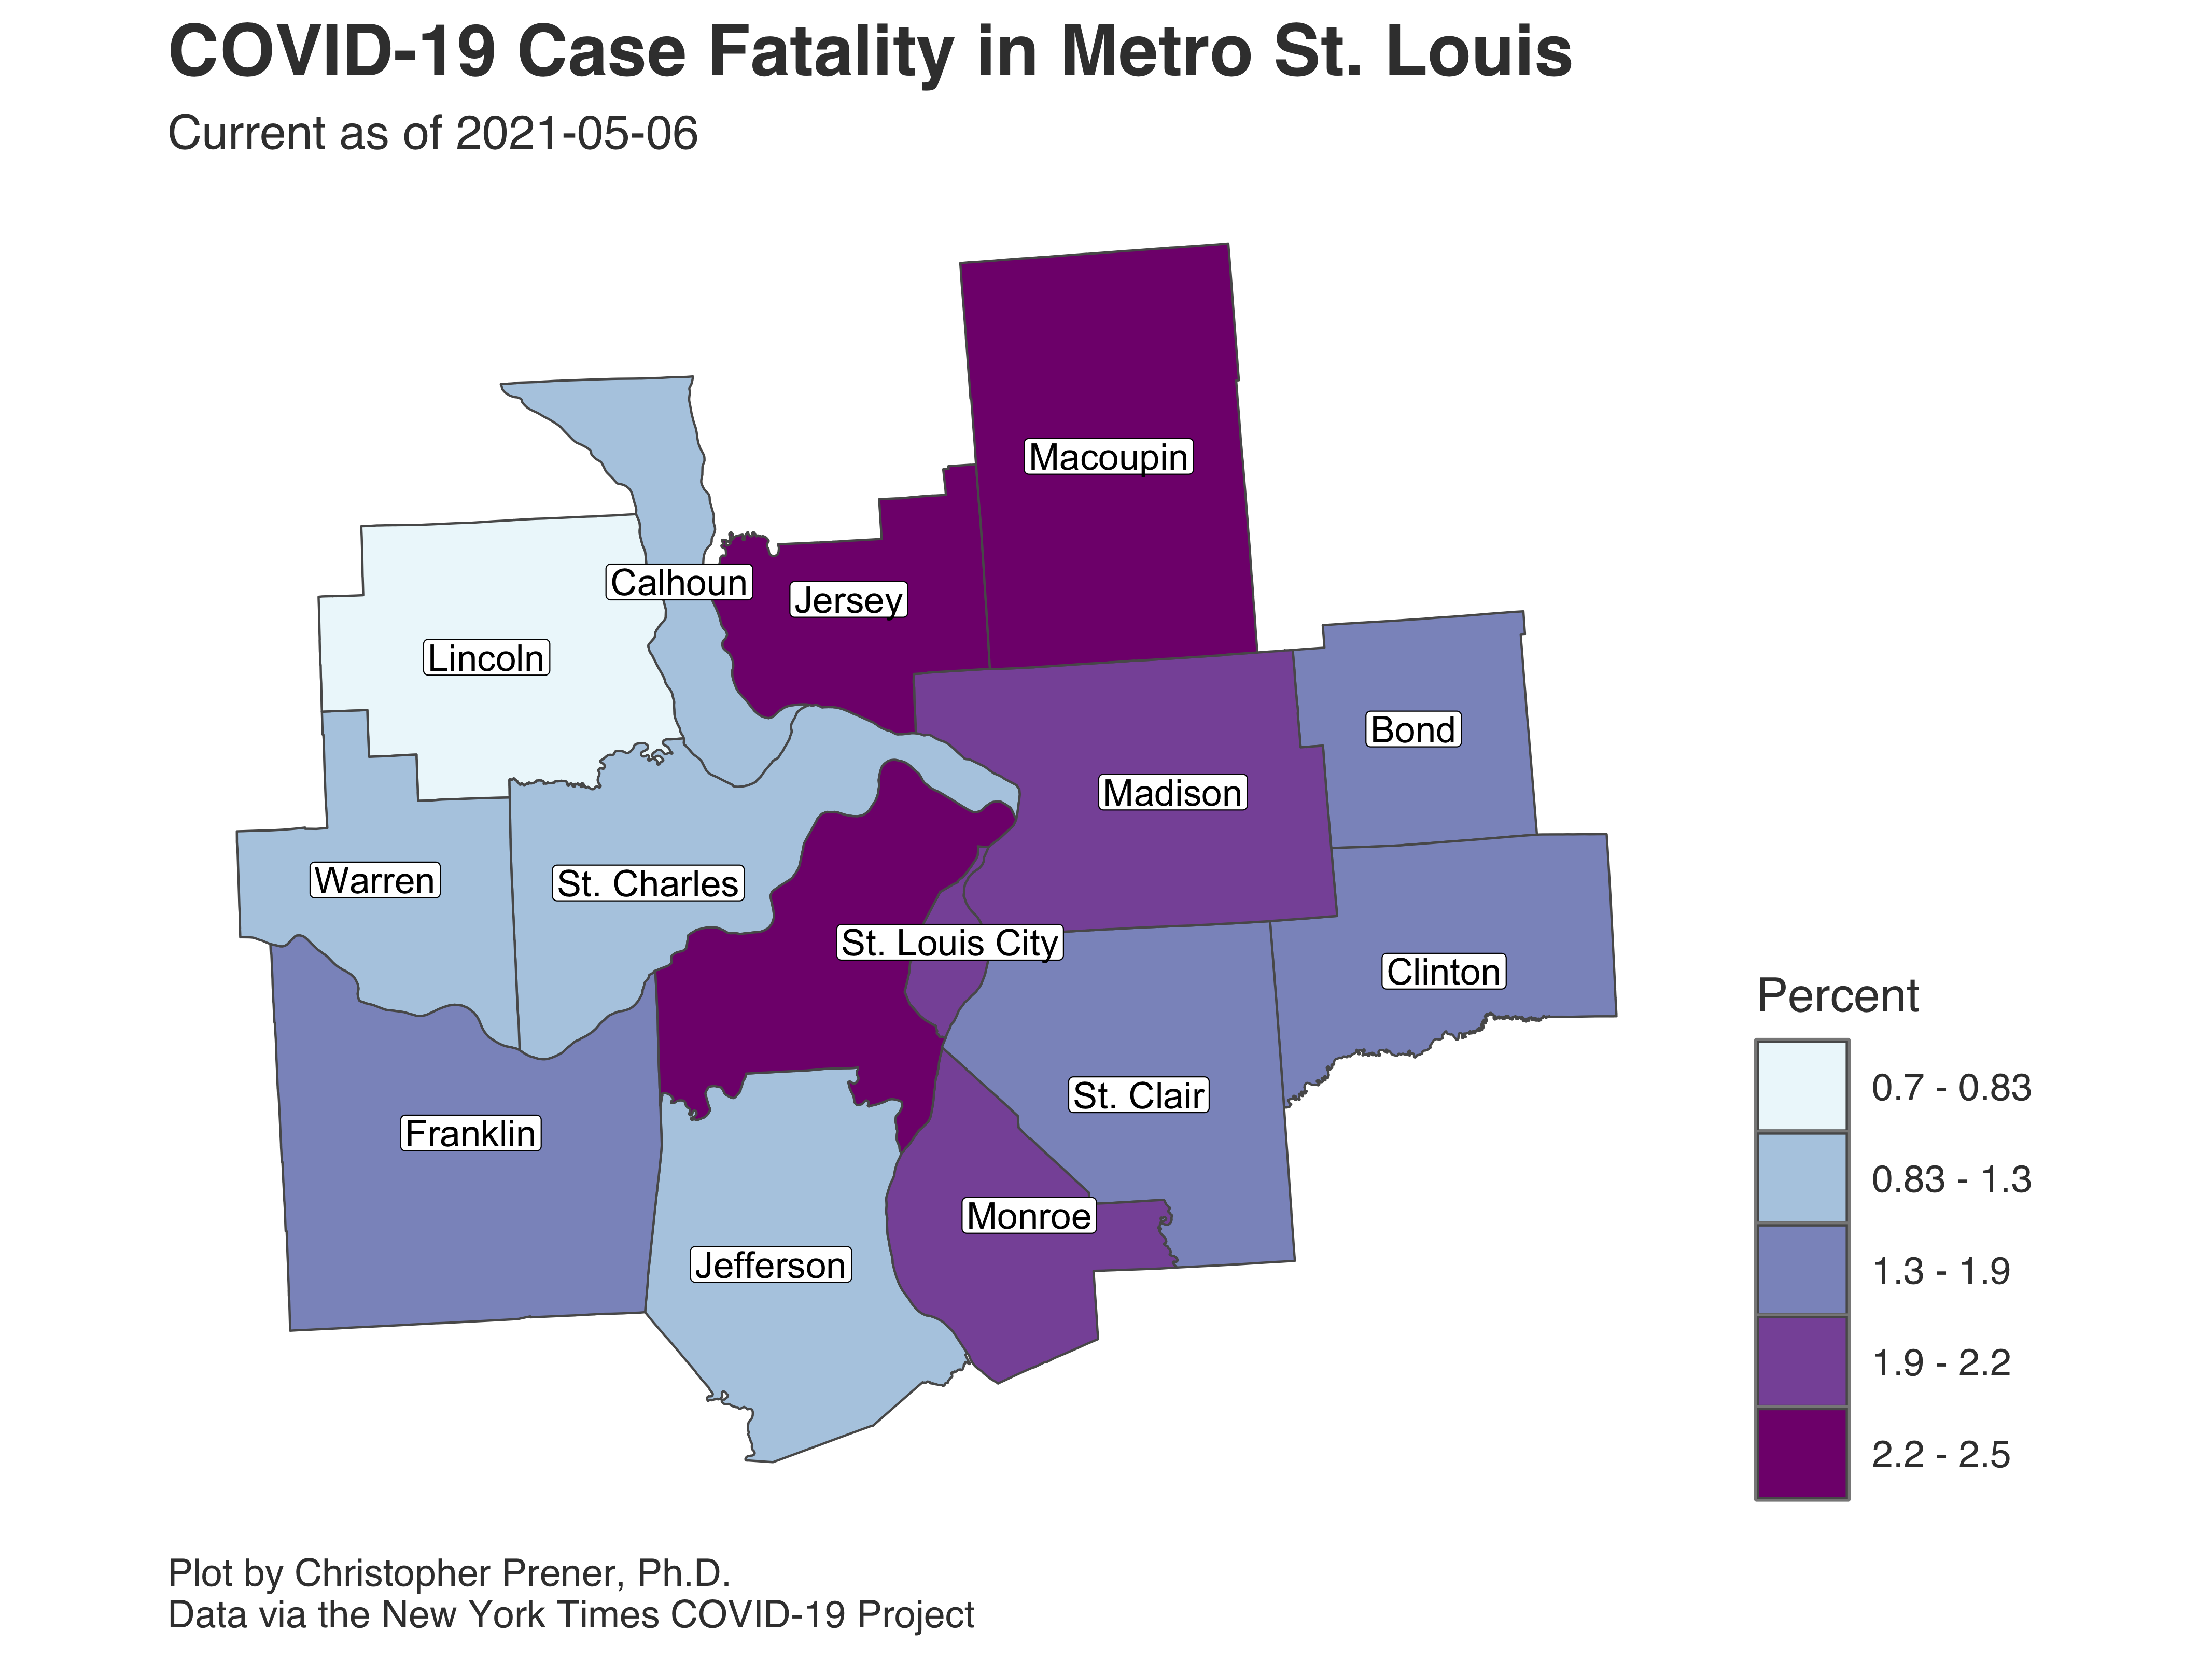 COVID-19 Case Fatality in Metro St. Louis
Current as of 2021-05-06
Macoupin
Calhoun
Jersey
Lincoln
Bond
Madison
Warren
St. Charles
St. Louis City
Clinton
St. Clair
Franklin
Monroe
Jefferson
Percent
0.7 - 0.83
0.83 - 1.3
1.3 - 1.9
1.9 - 2.2
2.2 - 2.5
Plot by Christopher Prener, Ph.D.
Data via the New York Times COVID-19 Project